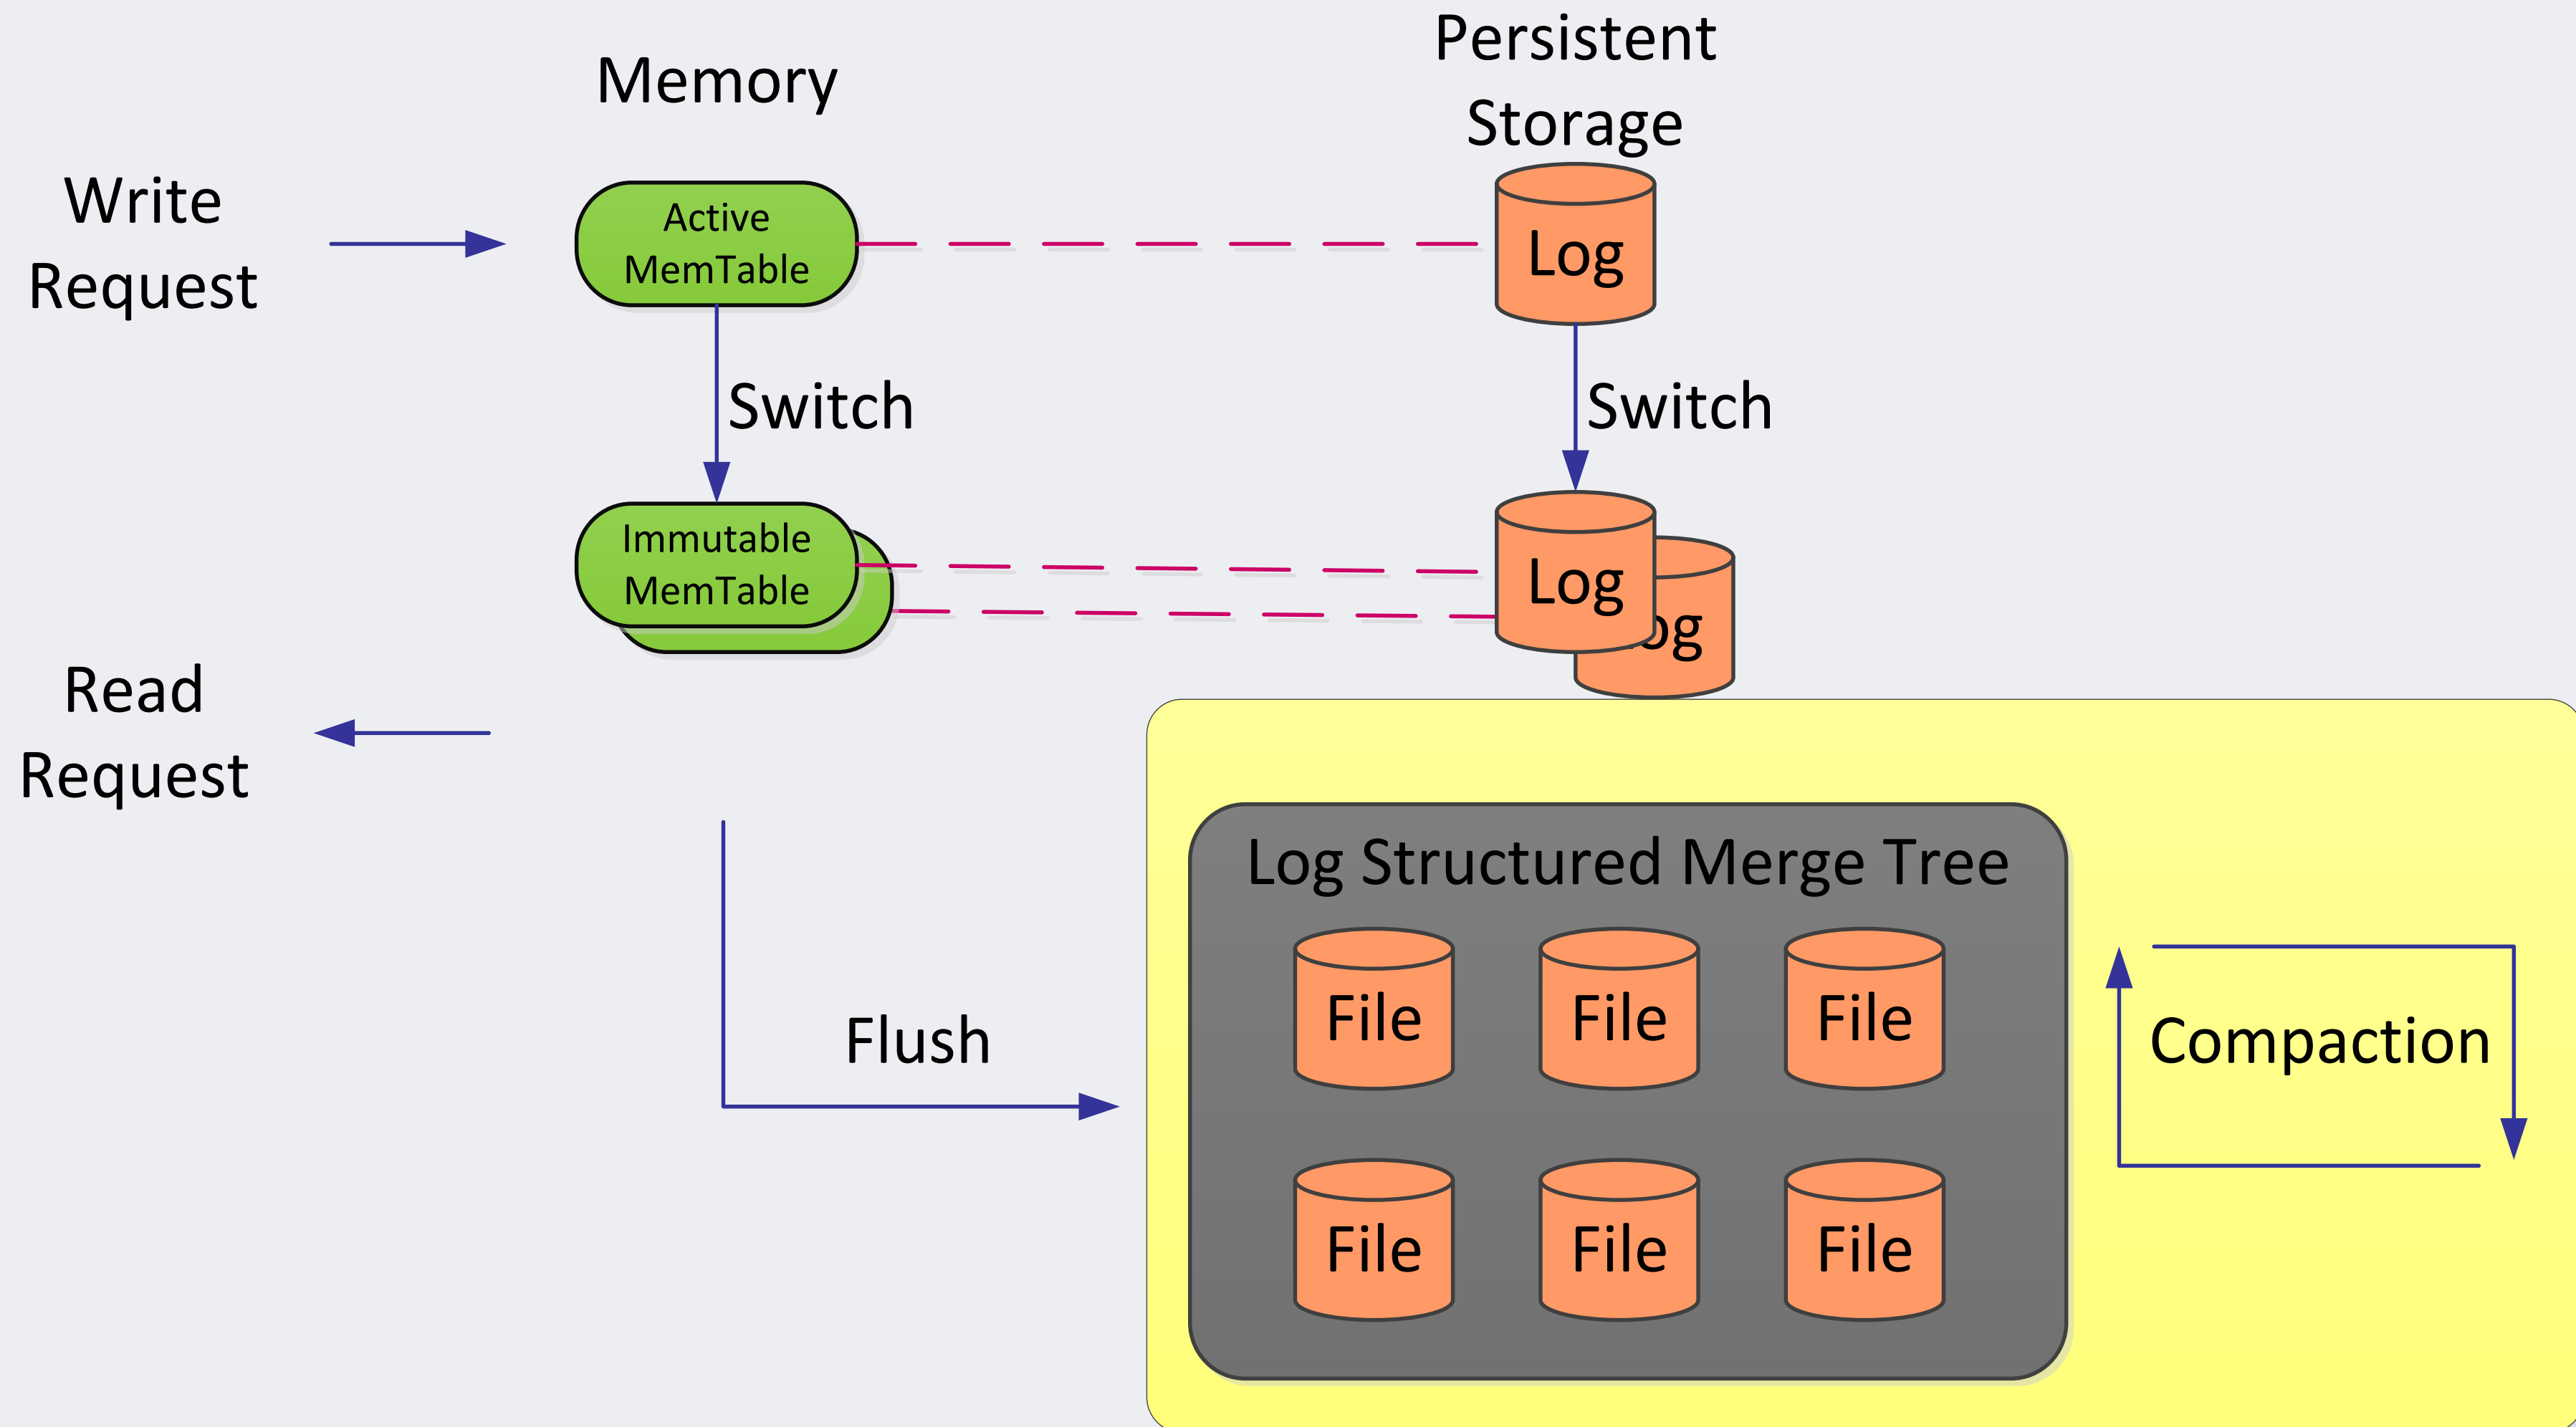 Memory
Persistent
Storage
Write
Request
Active
MemTable
Log
Switch
Switch
Immutable
MemTable
Log
Read
Request
Log Structured Merge Tree
File
File
File
Flush
Compaction
File
File
File